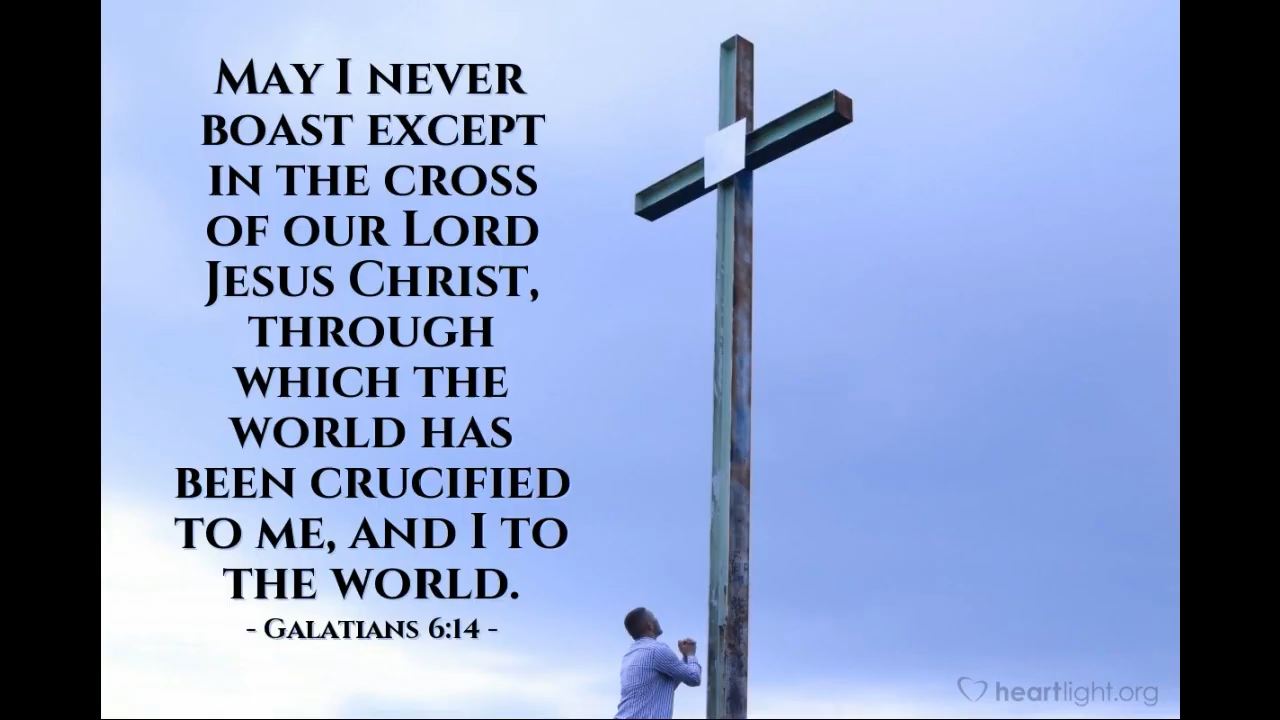 May I never
boast except
in the cross
of our Lord
Jesus Christ,
through
which the
world has
been crucified
to me, and I to
the world.
- Galatians 6:14 -
heartlight.org